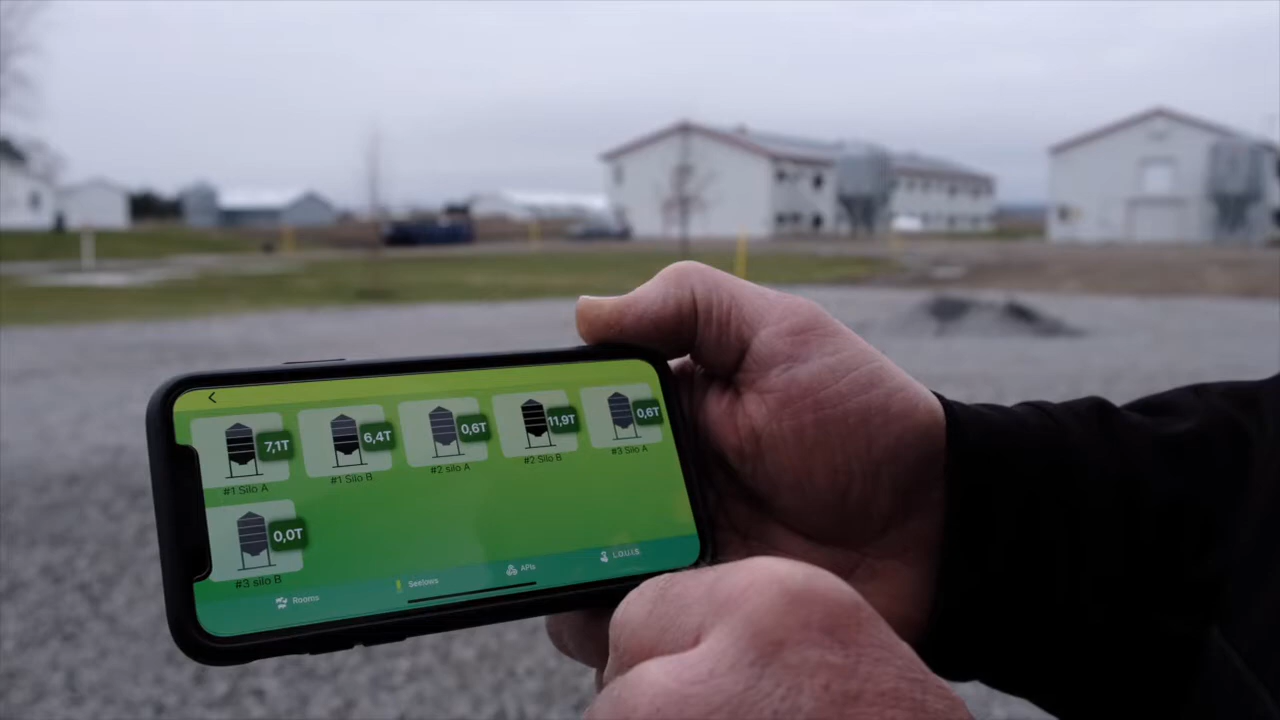 7,1T
6,4T
0,6T
11,9T
0,6T
#1 Silo A
#1 Silo B
#2 silo A
#2 Silo B
#3 Silo A
0,0T
#3 silo B
Rooms
Seelows
APIs
LOUIS